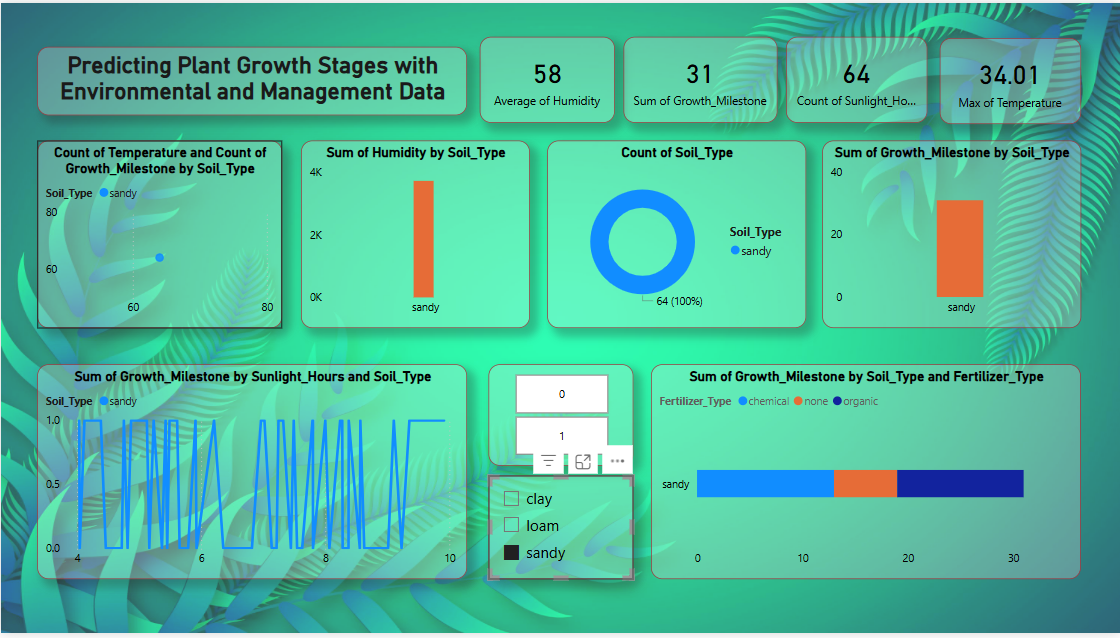 Predicting Plant Growth Stages with
Environmental and Management Data
58
Average of Humidity
31
Sum of Growth_Milestone
64
Count of Sunlight_Ho...
34.01
Max of Temperature
Count of Temperature and Count of
Growth_Milestone by Soil_Type
Soil_Type sandy
80
60
60 80
Sum of Humidity by Soil_Type
4K
2K
0K
sandy
Count of Soil_Type
Soil_Type
sandy
64 (100%)
Sum of Growth_Milestone by Soil_Type
40
20
0
sandy
Sum of Growth_Milestone by Sunlight_Hours and Soil_Type
Soil_Type sandy
1.0
0.5
0.0
4 6 8 10
0
1
clay
loam
sandy
Sum of Growth_Milestone by Soil_Type and Fertilizer_Type
Fertilizer_Type chemical none organic
sandy
0 10 20 30